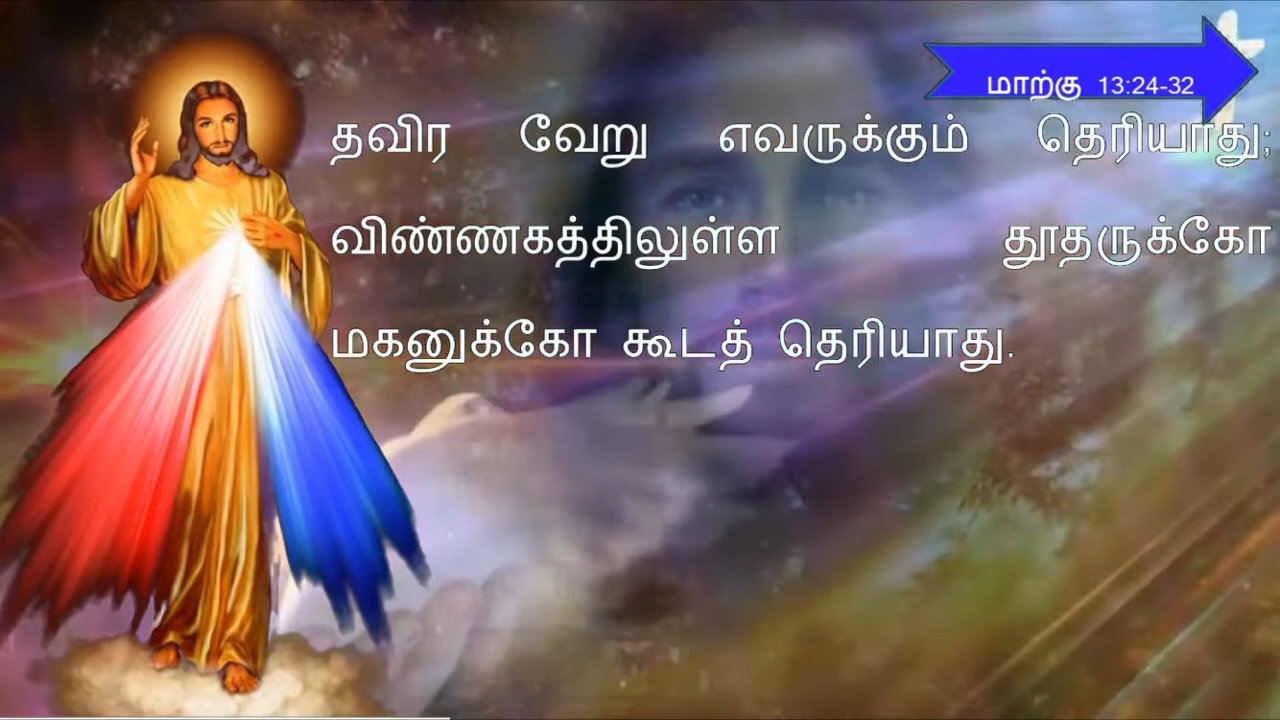 மாற்கு 13:24-32
தவிர வேறு எவருக்கும் தெரியாது;
விண்ணகத்திலுள்ள தூதருக்கோ
மகனுக்கோ கூடத் தெரியாது.